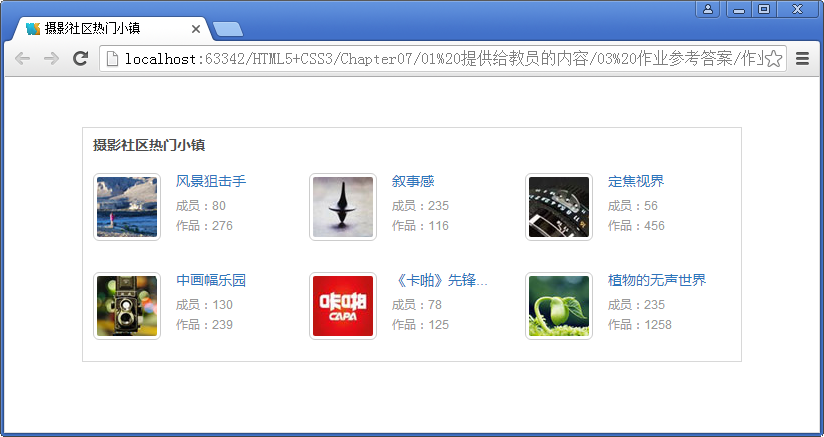 摄影社区热门小镇
localhost:63342/HTML5+CSS3/Chapter07/01%20提供给教员的内容/03%20作业参考答案/作业
摄影社区热门小镇
风景狙击手
成员：80
作品：276
叙事感
成员：235
作品：116
定焦视界
成员：56
作品：456
中画幅乐园
成员：130
作品：239
咔啪
CAPA
《卡啪》先锋...
成员：78
作品：125
植物的无声世界
成员：235
作品：1258